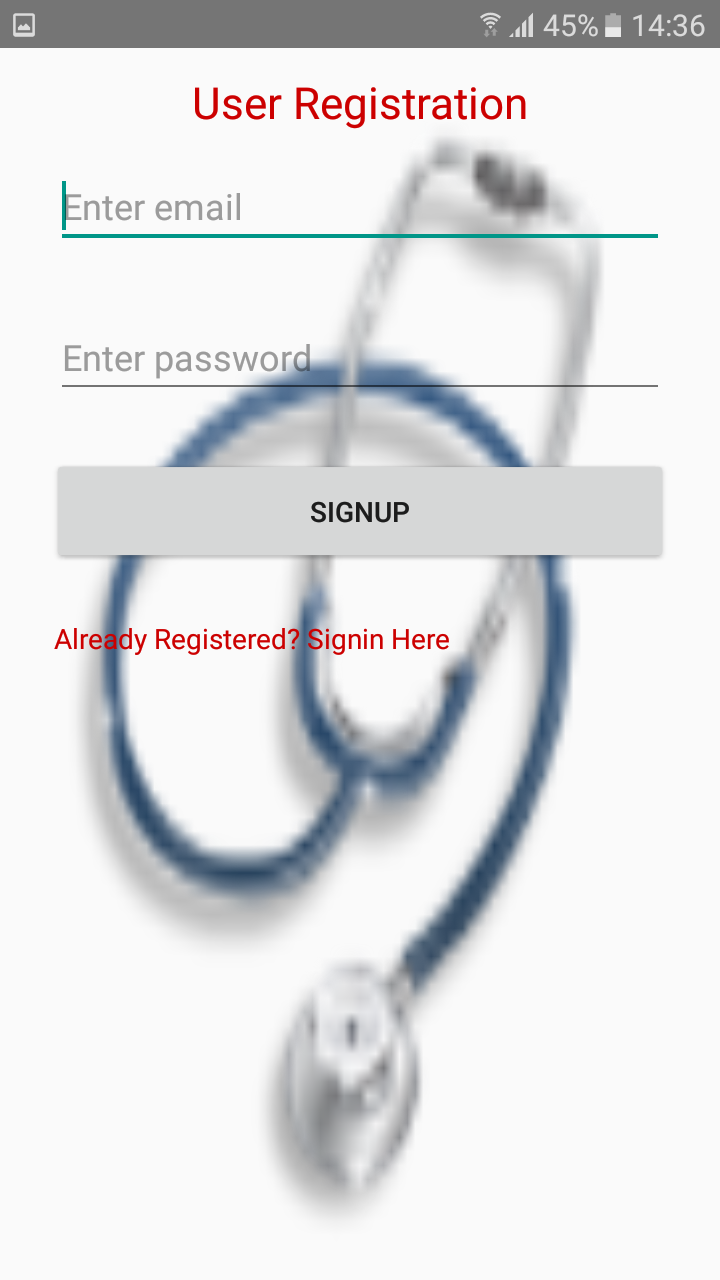 45% 14:36
User Registration
Enter email
Enter password
SIGNUP
Already Registered? Signin Here